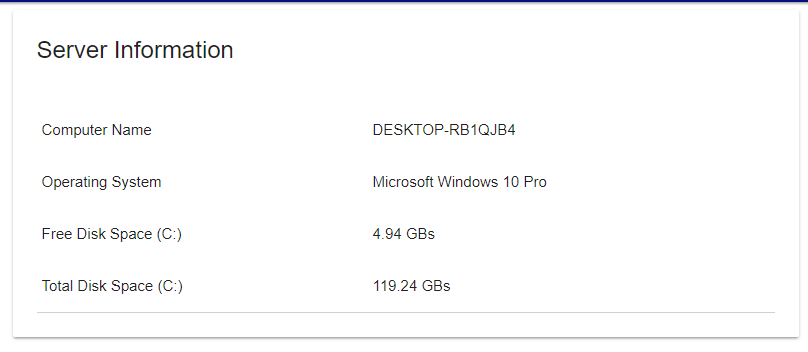 Server Information
Computer Name DESKTOP-RB1QJB4
Operating System Microsoft Windows 10 Pro
Free Disk Space (C:) 4.94 GBs
Total Disk Space (C:) 119.24 GBs